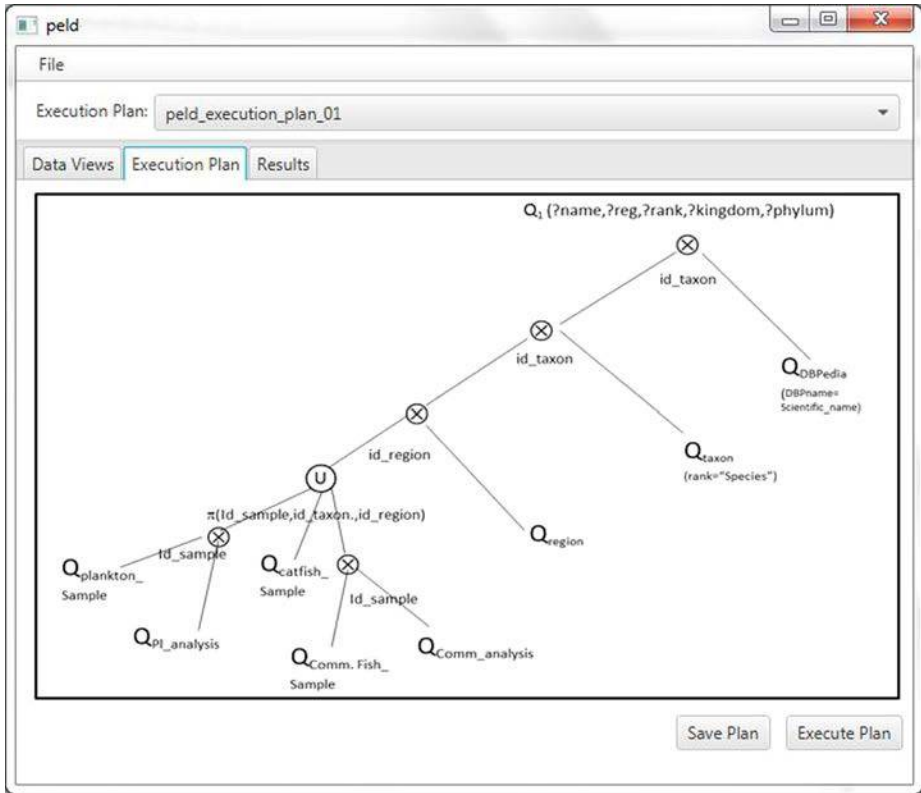 peld
File
Execution Plan: peld_execution_plan_01
Data Views Execution Plan Results
Q₁ (?name,?reg,?rank,?kingdom,?phylum)
⊗
id_taxon
⊗
id_taxon
QDBPedia
(DBPname=
Scientific_name)
⊗
id_region
Qtaxon
(rank="Species")
U
π(Id_sample,id_taxon.,id_region)
⊗
Id_sample
Qregion
Qplankton_
Sample
Qcatfish_
Sample
⊗
Id_sample
QPl_analysis
QComm. Fish_
Sample
QComm_analysis
Save Plan Execute Plan